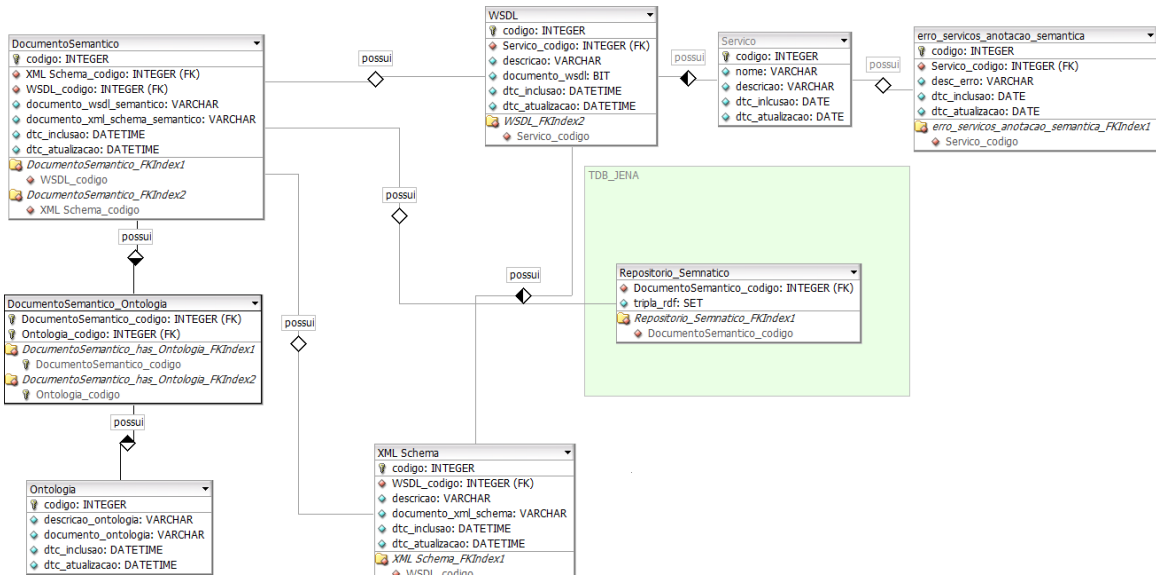 DocumentoSemantico
codigo: INTEGER
XML Schema_codigo: INTEGER (FK)
WSDL_codigo: INTEGER (FK)
documento_wsdl_semantico: VARCHAR
documento_xml_schema_semantico: VARCHAR
dtc_inclusao: DATETIME
dtc_atualizacao: DATETIME
DocumentoSemantico_FKIndex1
WSDL_codigo
DocumentoSemantico_FKIndex2
XML Schema_codigo
possui
WSDL
codigo: INTEGER
Servico_codigo: INTEGER (FK)
descricao: VARCHAR
documento_wsdl: BIT
dtc_inclusao: DATETIME
dtc_atualizacao: DATETIME
WSDL_FKIndex2
Servico_codigo
possui
Servico
codigo: INTEGER
nome: VARCHAR
descricao: VARCHAR
dtc_inlcusao: DATE
dtc_atualizacao: DATE
possui
erro_servicos_anotacao_semantica
codigo: INTEGER
Servico_codigo: INTEGER (FK)
desc_erro: VARCHAR
dtc_inclusao: DATE
dtc_atualizacao: DATE
erro_servicos_anotacao_semantica_FKIndex1
Servico_codigo
TDB_JENA
possui
possui
possui
Repositorio_Semnatico
DocumentoSemantico_codigo: INTEGER (FK)
tripla_rdf: SET
Repositorio_Semnatico_FKIndex1
DocumentoSemantico_codigo
DocumentoSemantico_Ontologia
DocumentoSemantico_codigo: INTEGER (FK)
Ontologia_codigo: INTEGER (FK)
DocumentoSemantico_has_Ontologia_FKIndex1
DocumentoSemantico_codigo
DocumentoSemantico_has_Ontologia_FKIndex2
Ontologia_codigo
possui
possui
XML Schema
codigo: INTEGER
WSDL_codigo: INTEGER (FK)
descricao: VARCHAR
documento_xml_schema: VARCHAR
dtc_inclusao: DATETIME
dtc_atualizacao: DATETIME
XML Schema_FKIndex1
WSDL_codigo
Ontologia
codigo: INTEGER
descricao_ontologia: VARCHAR
documento_ontologia: VARCHAR
dtc_inclusao: DATETIME
dtc_atualizacao: DATETIME